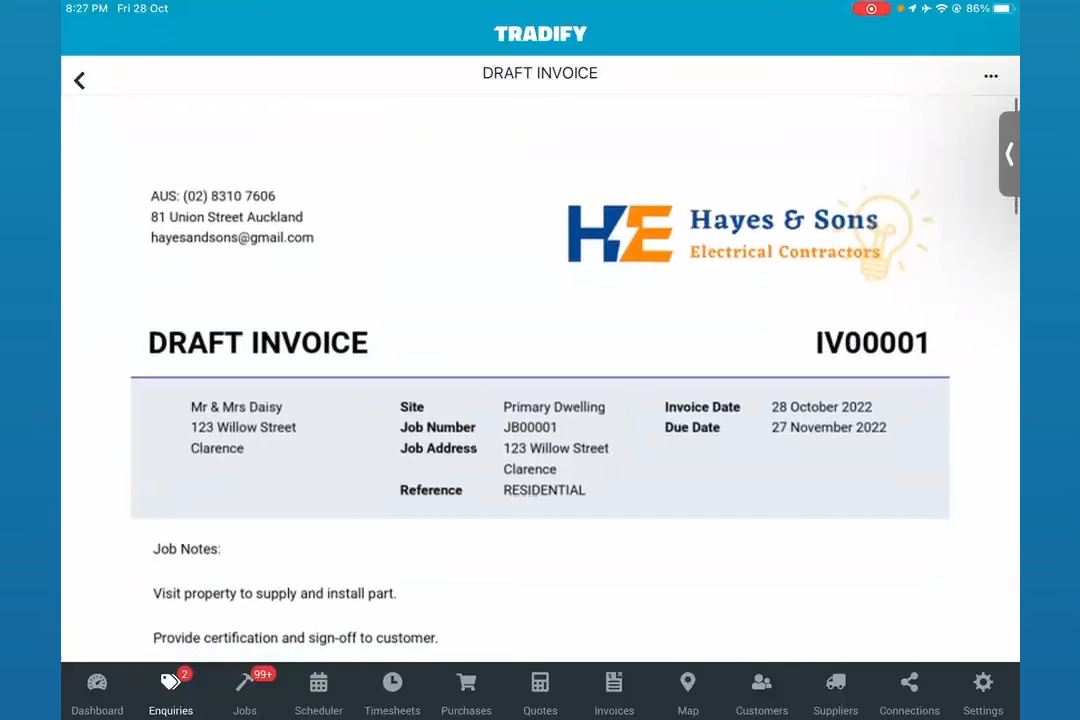 8:27 PM Fri 28 Oct
86%
TRADIFY
DRAFT INVOICE
AUS: (02) 8310 7606
81 Union Street Auckland
hayesandsons@gmail.com
HE
Hayes & Sons
Electrical Contractors
DRAFT INVOICE
IV00001
Mr & Mrs Daisy
123 Willow Street
Clarence
Site Primary Dwelling
Job Number JB00001
Job Address 123 Willow Street
Clarence
Reference RESIDENTIAL
Invoice Date 28 October 2022
Due Date 27 November 2022
Job Notes:
Visit property to supply and install part.
Provide certification and sign-off to customer.
2
99+
Dashboard Enquiries Jobs Scheduler Timesheets Purchases Quotes Invoices Map Customers Suppliers Connections Settings